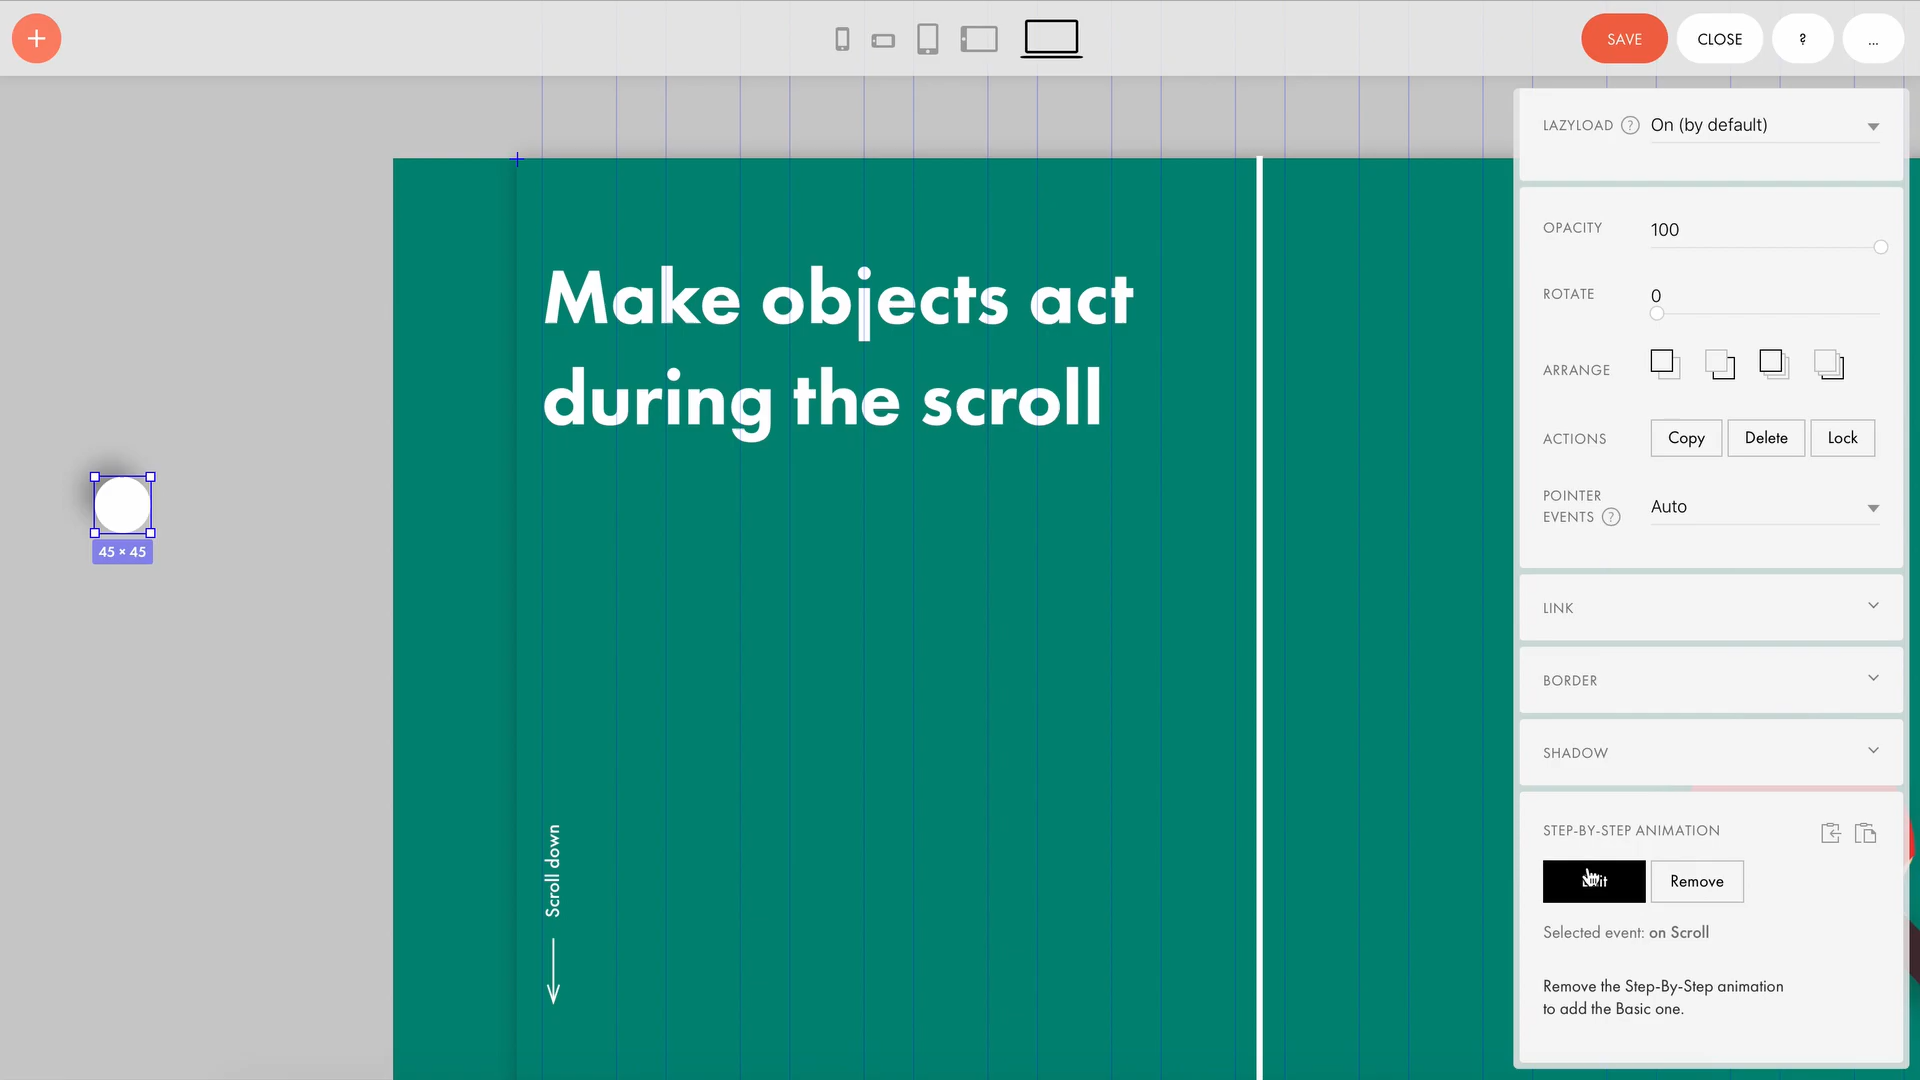 +
SAVE
CLOSE
?
...
LAZYLOAD ? On (by default)
OPACITY 100
ROTATE 0
ARRANGE
ACTIONS Copy Delete Lock
POINTER
EVENTS ? Auto
LINK
BORDER
SHADOW
STEP-BY-STEP ANIMATION
Remove
Selected event: on Scroll
Remove the Step-By-Step animation
to add the Basic one.
Make objects act
during the scroll
45 × 45
Scroll down